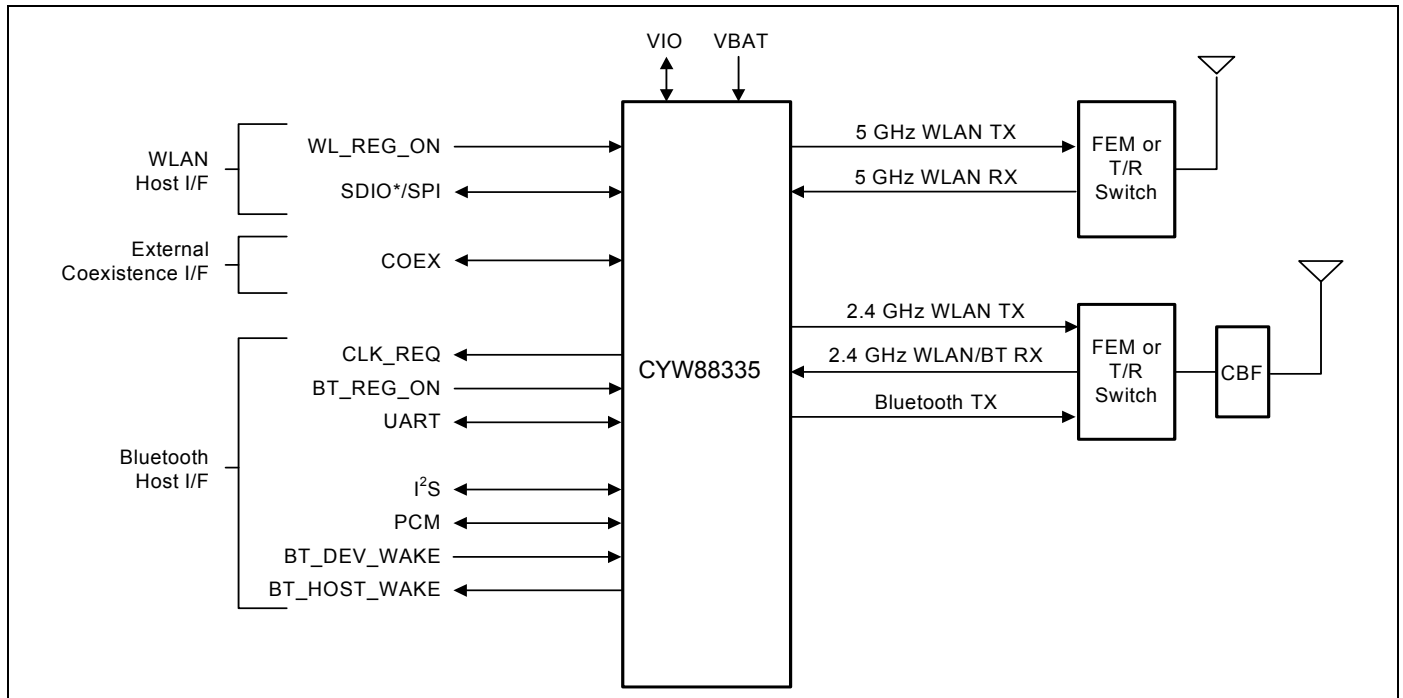 VIO VBAT
WLAN
Host I/F
WL_REG_ON
SDIO*/SPI
External
Coexistence I/F
COEX
Bluetooth
Host I/F
CLK_REQ
BT_REG_ON
UART
I²S
PCM
BT_DEV_WAKE
BT_HOST_WAKE
CYW88335
5 GHz WLAN TX
5 GHz WLAN RX
FEM or
T/R
Switch
2.4 GHz WLAN TX
2.4 GHz WLAN/BT RX
Bluetooth TX
FEM or
T/R
Switch
CBF